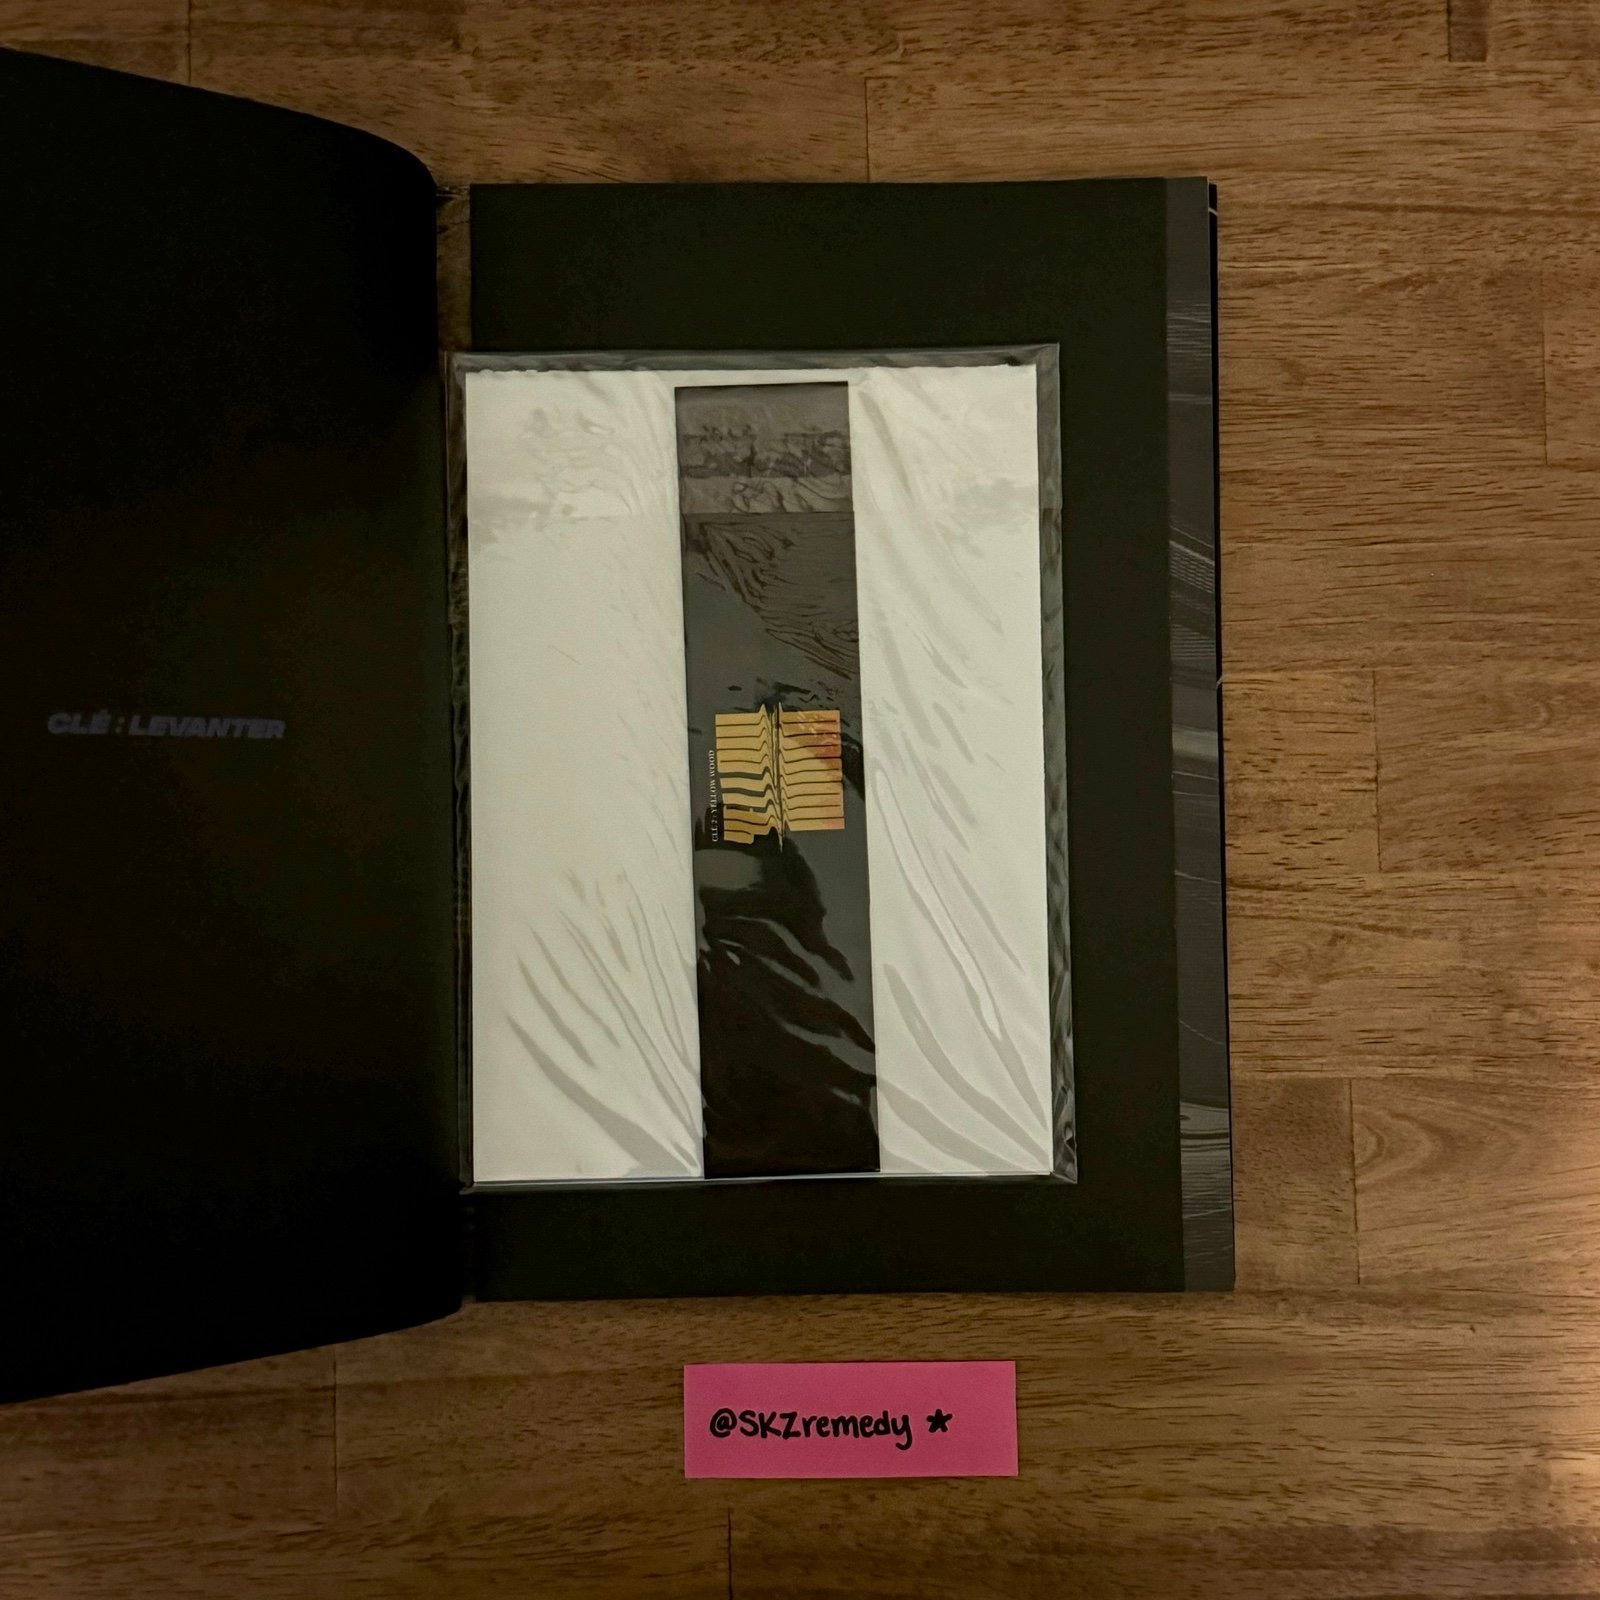 CLÉ : LEVANTER
CLÉ 2 : YELLOW WOOD
@SKZremedy *